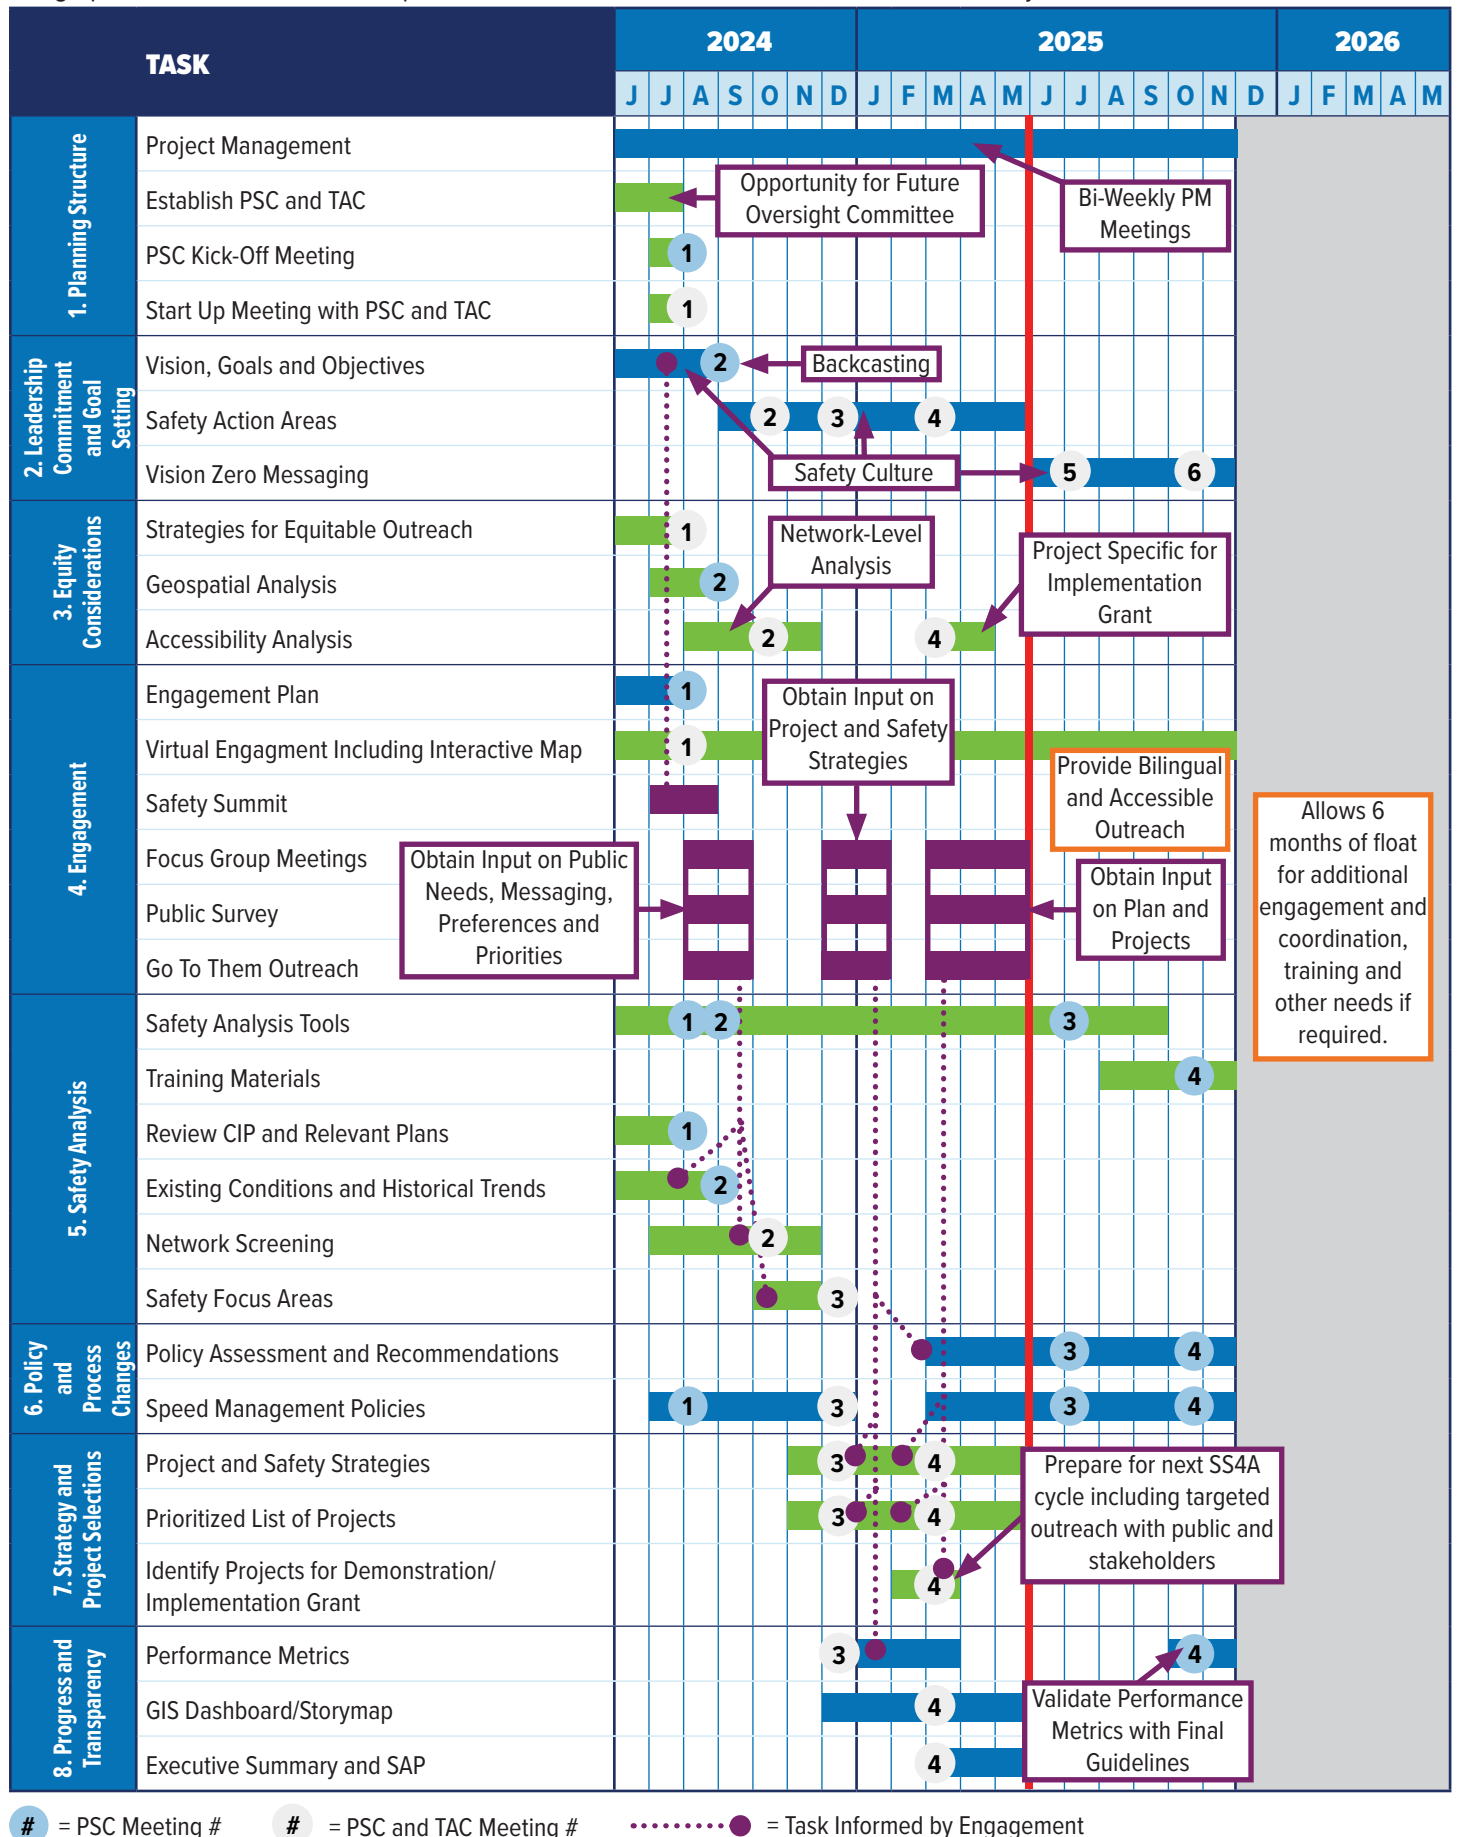 TASK
2024
2025
2026
J J A S O N D J F M A M J J A S O N D J F M A M
1. Planning Structure
Project Management
Bi-Weekly PM
Meetings
Establish PSC and TAC
Opportunity for Future
Oversight Committee
PSC Kick-Off Meeting
1
Start Up Meeting with PSC and TAC
1
2. Leadership
Commitment
and Goal
Setting
Vision, Goals and Objectives
2
Backcasting
Safety Action Areas
2 3 4
Vision Zero Messaging
Safety Culture
5 6
3. Equity
Considerations
Strategies for Equitable Outreach
1
Network-Level
Analysis
Project Specific for
Implementation
Grant
Geospatial Analysis
2
Accessibility Analysis
2 4
4. Engagement
Engagement Plan
1
Obtain Input on
Project and Safety
Strategies
Virtual Engagment Including Interactive Map
1
Provide Bilingual
and Accessible
Outreach
Allows 6
months of float
for additional
engagement and
coordination,
training and
other needs if
required.
Safety Summit
Focus Group Meetings
Obtain Input on Public
Needs, Messaging,
Preferences and
Priorities
Obtain Input
on Plan and
Projects
Public Survey
Go To Them Outreach
5. Safety Analysis
Safety Analysis Tools
1 2 3
Training Materials
4
Review CIP and Relevant Plans
1
Existing Conditions and Historical Trends
2
Network Screening
2
Safety Focus Areas
3
6. Policy
and
Process
Changes
Policy Assessment and Recommendations
3 4
Speed Management Policies
1 3 3 4
7. Strategy and
Project Selections
Project and Safety Strategies
3 4
Prepare for next SS4A
cycle including targeted
outreach with public and
stakeholders
Prioritized List of Projects
3 4
Identify Projects for Demonstration/
Implementation Grant
4
8. Progress and
Transparency
Performance Metrics
3 4
GIS Dashboard/Storymap
4
Validate Performance
Metrics with Final
Guidelines
Executive Summary and SAP
4
# = PSC Meeting #
# = PSC and TAC Meeting #
= Task Informed by Engagement